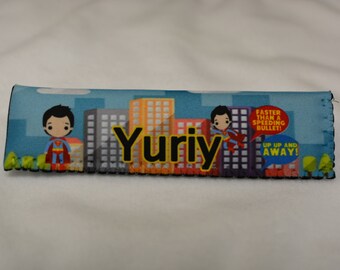 Yuriy
FASTER
THAN A
SPEEDING
BULLET!
UP UP AND
AWAY!